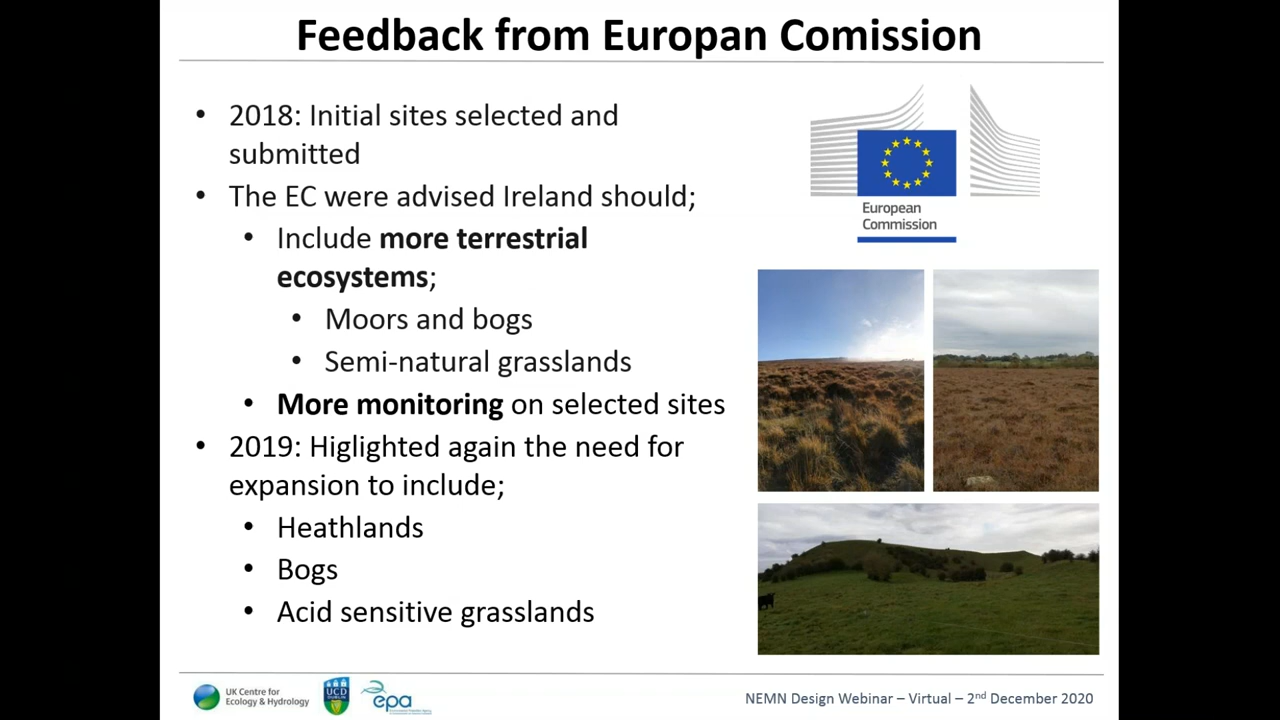 Feedback from Europan Comission
• 2018: Initial sites selected and
submitted
• The EC were advised Ireland should;
• Include more terrestrial
ecosystems;
• Moors and bogs
• Semi-natural grasslands
• More monitoring on selected sites
• 2019: Higlighted again the need for
expansion to include;
• Heathlands
• Bogs
• Acid sensitive grasslands
European
Commission
UK Centre for
Ecology & Hydrology
UCD
DUBLIN
epa
NEMN Design Webinar – Virtual – 2nd December 2020